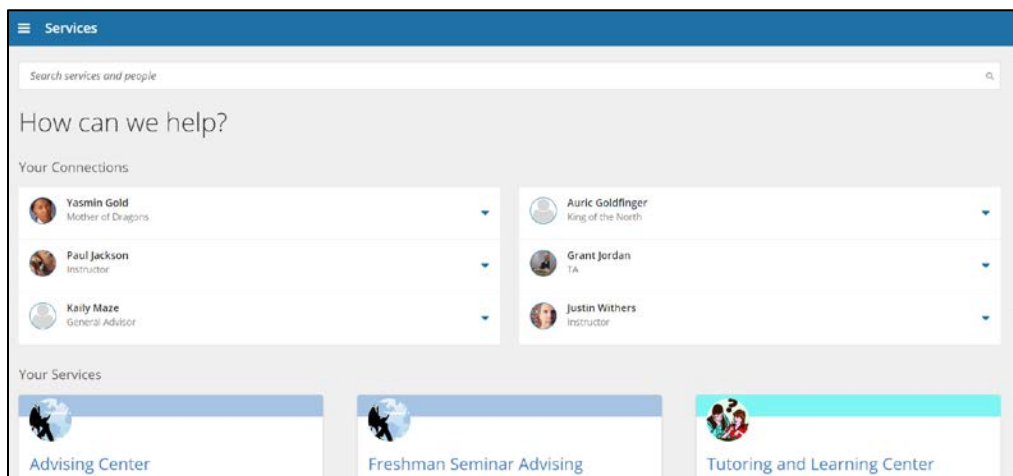 Services
Search services and people
How can we help?
Your Connections
Yasmin Gold
Mother of Dragons
Auric Goldfinger
King of the North
Paul Jackson
Instructor
Grant Jordan
TA
Kaily Maze
General Advisor
Justin Withers
Instructor
Your Services
Advising Center
Freshman Seminar Advising
Tutoring and Learning Center